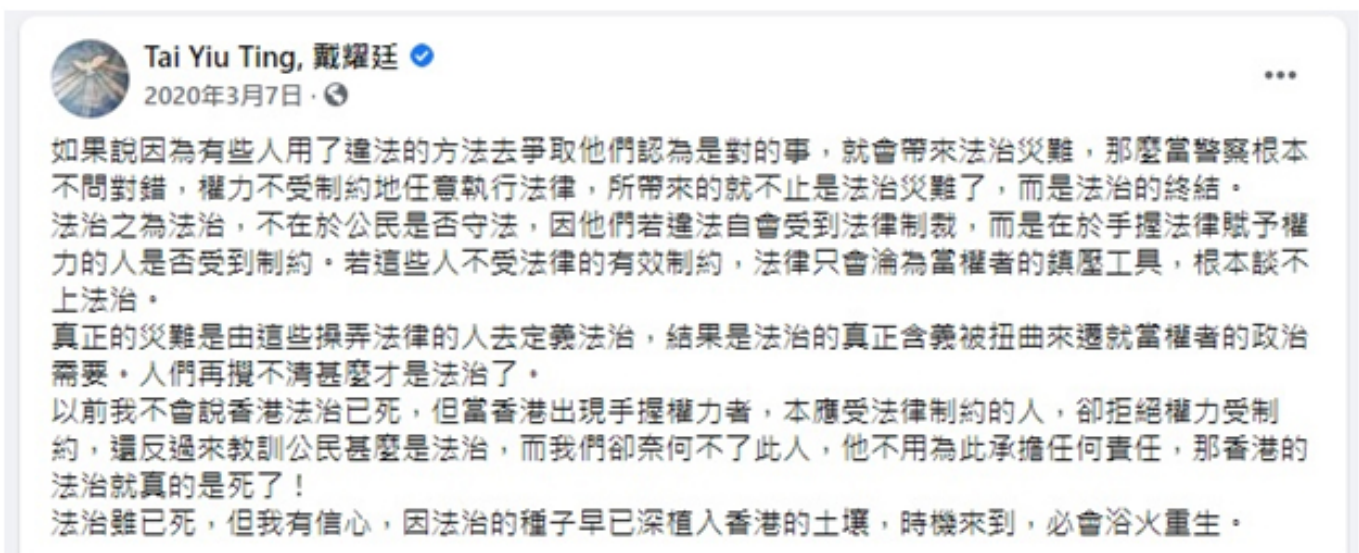 Tai Yiu Ting, 戴耀廷
2020年3月7日 ·
如果說因為有些人用了違法的方法去爭取他們認為是對的事，就會帶來法治災難，那麼當警察根本
不問對錯，權力不受制約地任意執行法律，所帶來的就不止是法治災難了，而是法治的終結。
法治之為法治，不在於公民是否守法，因他們若違法自會受到法律制裁，而是在於手握法律賦予權
力的人是否受到制約。若這些人不受法律的有效制約，法律只會淪為當權者的鎮壓工具，根本談不
上法治。
真正的災難是由這些操弄法律的人去定義法治，結果是法治的真正含義被扭曲來遷就當權者的政治
需要。人們再攪不清甚麼才是法治了。
以前我不會說香港法治已死，但當香港出現手握權力者，本應受法律制約的人，卻拒絕權力受制
約，還反過來教訓公民甚麼是法治，而我們卻奈何不了此人，他不用為此承擔任何責任，那香港的
法治就真的是死了！
法治雖已死，但我有信心，因法治的種子早已深植入香港的土壤，時機來到，必會浴火重生。